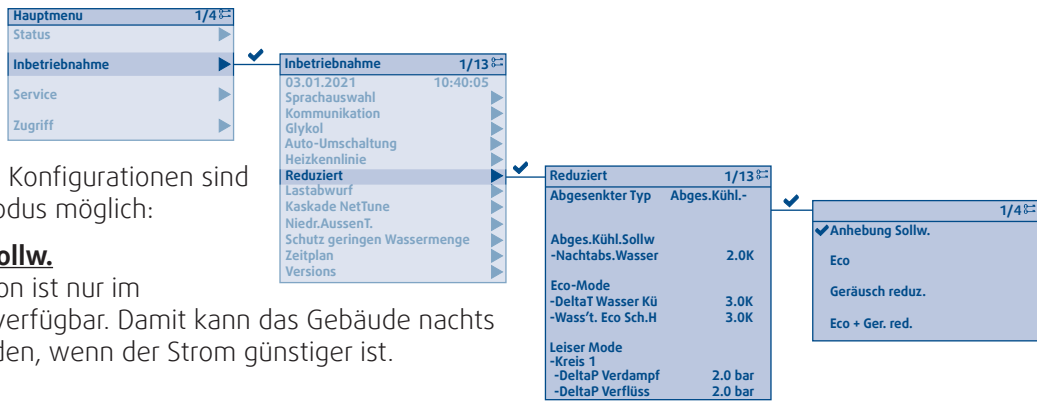 Hauptmenu 1/4
Status
Inbetriebnahme
Service
Zugriff
Inbetriebnahme 1/13
03.01.2021 10:40:05
Sprachauswahl
Kommunikation
Glykol
Auto-Umschaltung
Heizkennlinie
Reduziert
Lastabwurf
Kaskade NetTune
Niedr.AussenT.
Schutz geringen Wassermenge
Zeitplan
Versions
Reduziert 1/13
Abgesenkter Typ Abges.Kühl.-
Abges.Kühl.Sollw
-Nachtabs.Wasser 2.0K
Eco-Mode
-DeltaT Wasser Kü 3.0K
-Wass't. Eco Sch.H 3.0K
Leiser Mode
-Kreis 1
-DeltaP Verdampf 2.0 bar
-DeltaP Verflüss 2.0 bar
1/4
Anhebung Sollw.
Eco
Geräusch reduz.
Eco + Ger. red.
Konfigurationen sind
odus möglich:
ollw.
on ist nur im
verfügbar. Damit kann das Gebäude nachts
den, wenn der Strom günstiger ist.